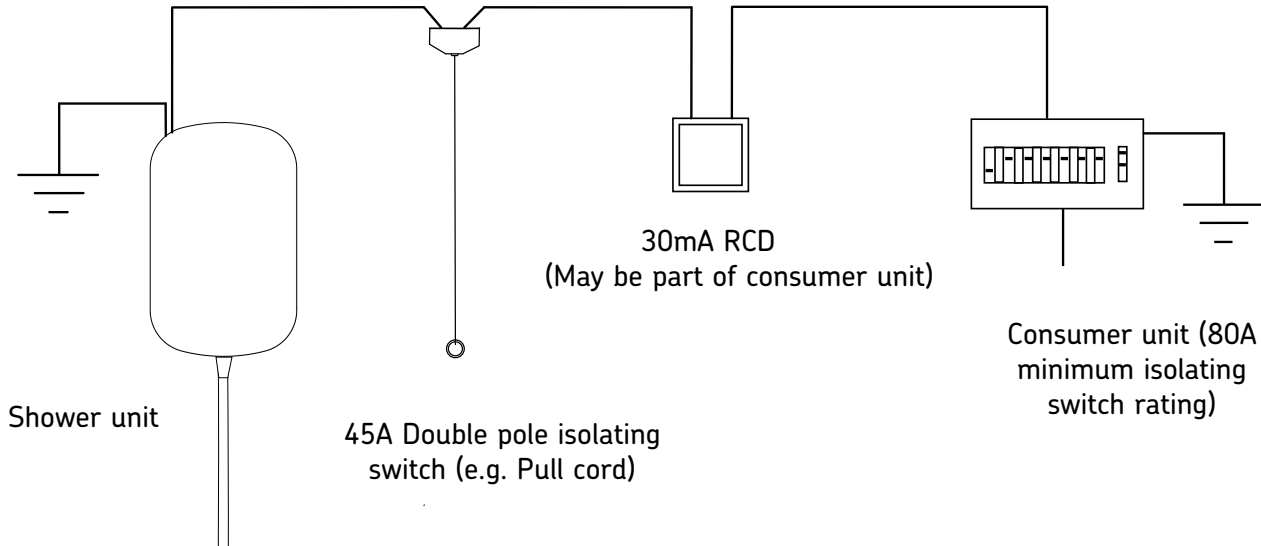 30mA RCD
(May be part of consumer unit)
Consumer unit (80A
minimum isolating
switch rating)
Shower unit
45A Double pole isolating
switch (e.g. Pull cord)